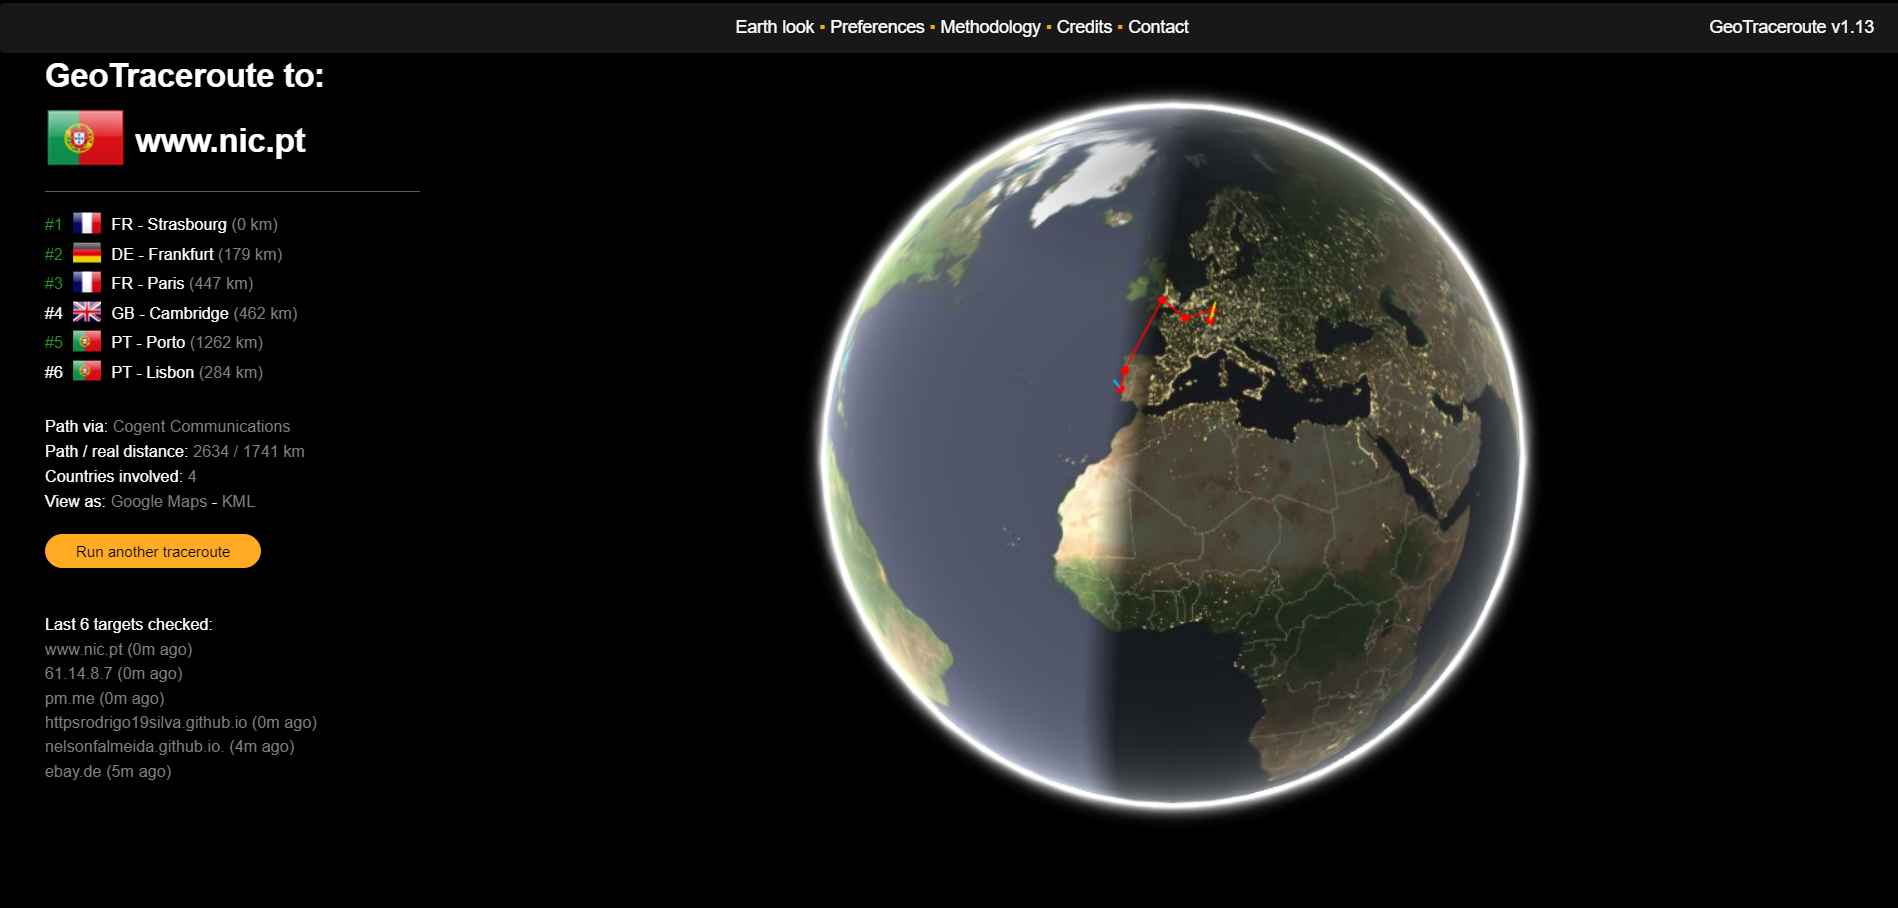 Earth look ▪ Preferences ▪ Methodology ▪ Credits ▪ Contact
GeoTraceroute v1.13
GeoTraceroute to:
www.nic.pt
#1 FR - Strasbourg (0 km)
#2 DE - Frankfurt (179 km)
#3 FR - Paris (447 km)
#4 GB - Cambridge (462 km)
#5 PT - Porto (1262 km)
#6 PT - Lisbon (284 km)
Path via: Cogent Communications
Path / real distance: 2634 / 1741 km
Countries involved: 4
View as: Google Maps - KML
Run another traceroute
Last 6 targets checked:
www.nic.pt (0m ago)
61.14.8.7 (0m ago)
pm.me (0m ago)
httpsrodrigo19silva.github.io (0m ago)
nelsonfalmeida.github.io. (4m ago)
ebay.de (5m ago)